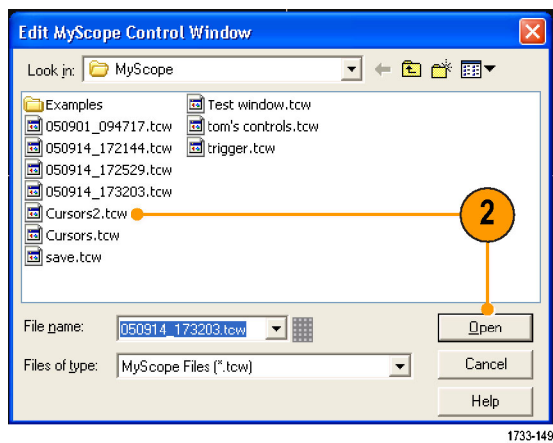 Edit MyScope Control Window
Look in: MyScope
Examples
050901_094717.tcw
050914_172144.tcw
050914_172529.tcw
050914_173203.tcw
Cursors2.tcw
Cursors.tcw
save.tcw
Test window.tcw
tom's controls.tcw
trigger.tcw
2
File name: 050914_173203.tcw
Open
Files of type: MyScope Files (*.tcw)
Cancel
Help
1733-149